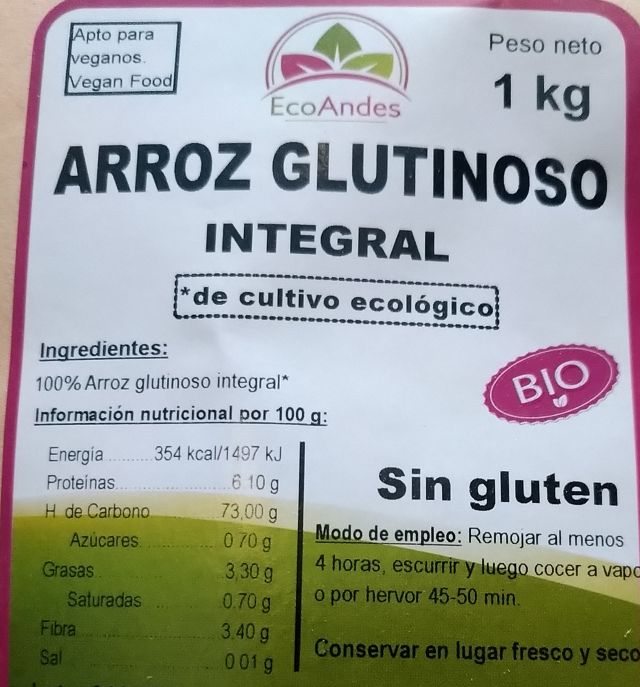 Apto para
veganos.
Vegan Food
EcoAndes
Peso neto
1 kg
ARROZ GLUTINOSO
INTEGRAL
*de cultivo ecológico
Ingredientes:
100% Arroz glutinoso integral*
BIO
Información nutricional por 100 g:
Energía...........354 kcal/1497 kJ
Proteínas...................6 10 g
H de Carbono ............73,00 g
Azúcares...............0 70 g
Grasas......................3,30 g
Saturadas ..............0.70 g
Fibra..........................3.40 g
Sal.............................0 01 g
Sin gluten
Modo de empleo: Remojar al menos
4 horas, escurrir y luego cocer a vapo
o por hervor 45-50 min.
Conservar en lugar fresco y seco